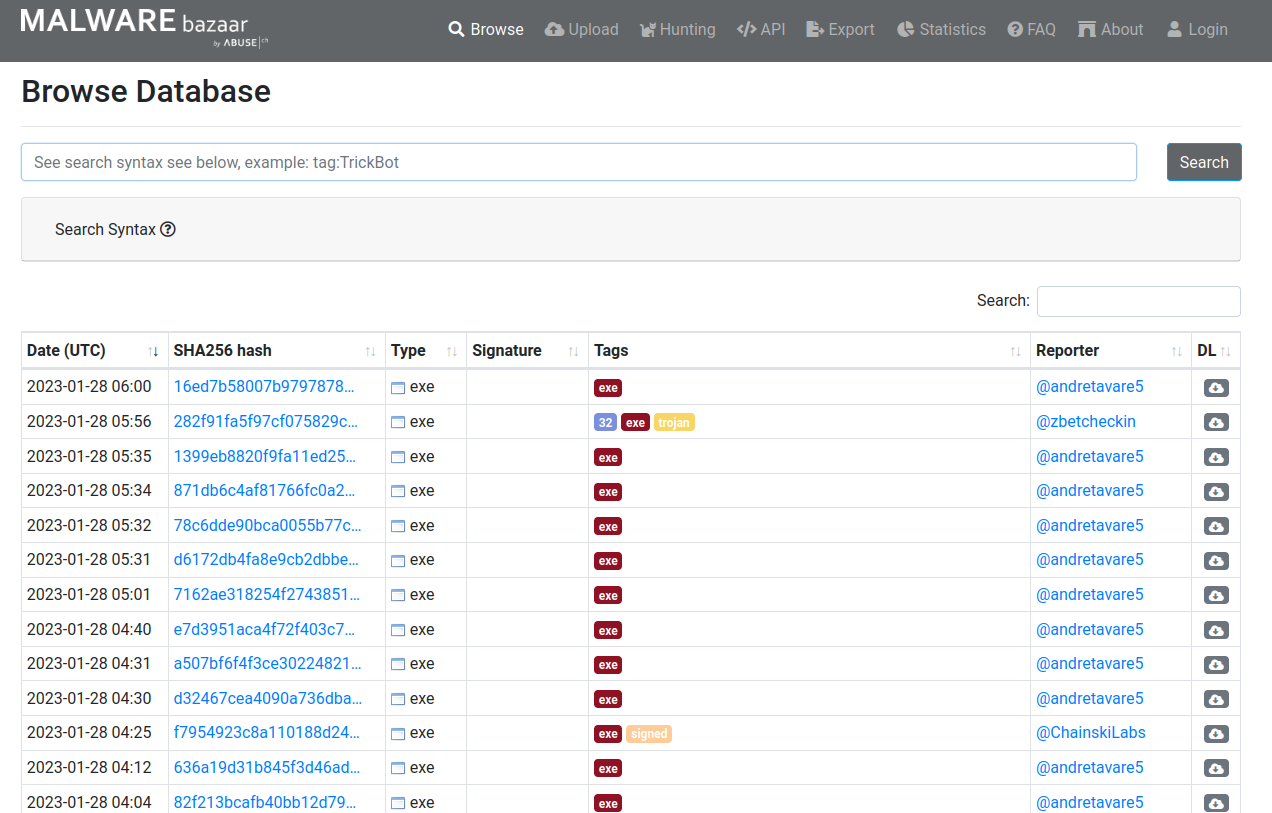 MALWARE bazaar
by ABUSE|ch
Browse Upload Hunting API Export Statistics FAQ About Login
Browse Database
See search syntax see below, example: tag:TrickBot Search
Search Syntax
Search:
Date (UTC) SHA256 hash Type Signature Tags Reporter DL
2023-01-28 06:00 16ed7b58007b9797878... exe exe @andretavare5
2023-01-28 05:56 282f91fa5f97cf075829c... exe 32 exe trojan @zbetcheckin
2023-01-28 05:35 1399eb8820f9fa11ed25... exe exe @andretavare5
2023-01-28 05:34 871db6c4af81766fc0a2... exe exe @andretavare5
2023-01-28 05:32 78c6dde90bca0055b77c... exe exe @andretavare5
2023-01-28 05:31 d6172db4fa8e9cb2dbbe... exe exe @andretavare5
2023-01-28 05:01 7162ae318254f2743851... exe exe @andretavare5
2023-01-28 04:40 e7d3951aca4f72f403c7... exe exe @andretavare5
2023-01-28 04:31 a507bf6f4f3ce30224821... exe exe @andretavare5
2023-01-28 04:30 d32467cea4090a736dba... exe exe @andretavare5
2023-01-28 04:25 f7954923c8a110188d24... exe exe signed @ChainskiLabs
2023-01-28 04:12 636a19d31b845f3d46ad... exe exe @andretavare5
2023-01-28 04:04 82f213bcafb40bb12d79... exe exe @andretavare5